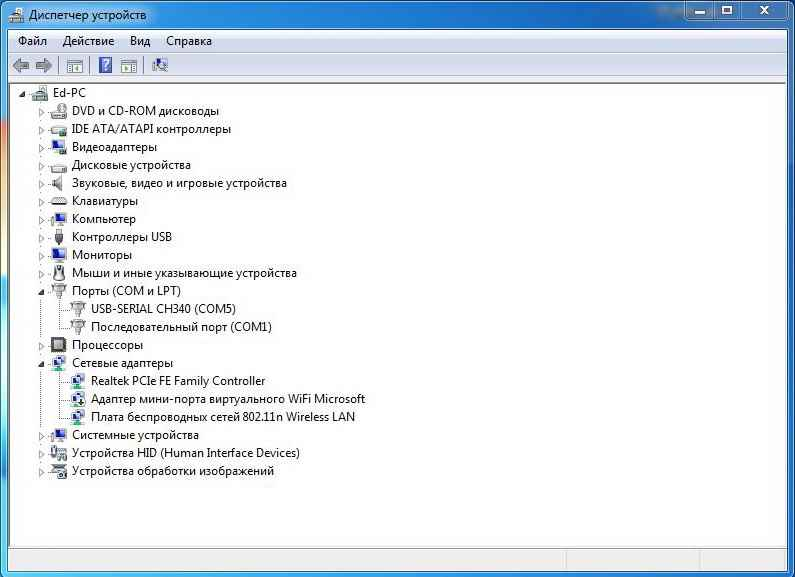 Диспетчер устройств
Файл Действие Вид Справка
Ed-PC
DVD и CD-ROM дисководы
IDE ATA/ATAPI контроллеры
Видеоадаптеры
Дисковые устройства
Звуковые, видео и игровые устройства
Клавиатуры
Компьютер
Контроллеры USB
Мониторы
Мыши и иные указывающие устройства
Порты (COM и LPT)
USB-SERIAL CH340 (COM5)
Последовательный порт (COM1)
Процессоры
Сетевые адаптеры
Realtek PCIe FE Family Controller
Адаптер мини-порта виртуального WiFi Microsoft
Плата беспроводных сетей 802.11n Wireless LAN
Системные устройства
Устройства HID (Human Interface Devices)
Устройства обработки изображений